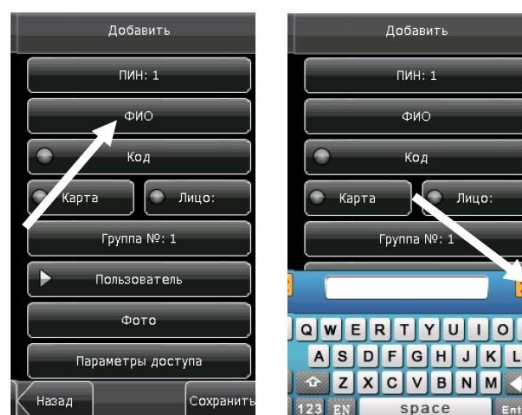 Добавить
ПИН: 1
ФИО
Код
Карта
Лицо:
Группа №: 1
Пользователь
Фото
Параметры доступа
Назад
Сохранить
Добавить
ПИН: 1
ФИО
Код
Карта
Лицо:
Группа №: 1
Q W E R T Y U I O
A S D F G H J K L
Z X C V B N M
123 EN space Ent